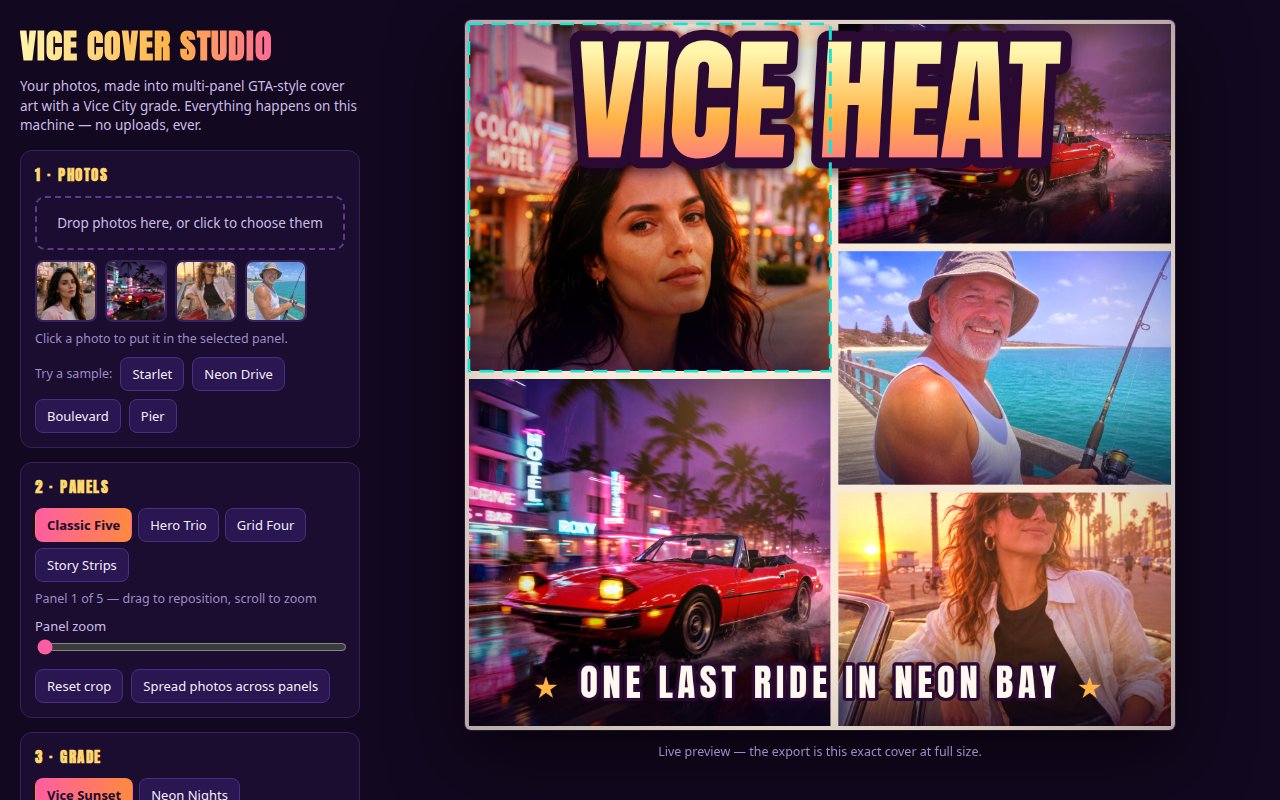 VICE COVER STUDIO
Your photos, made into multi-panel GTA-style cover
art with a Vice City grade. Everything happens on this
machine — no uploads, ever.
1 · PHOTOS
Drop photos here, or click to choose them
Click a photo to put it in the selected panel.
Try a sample:
Starlet
Neon Drive
Boulevard
Pier
2 · PANELS
Classic Five
Hero Trio
Grid Four
Story Strips
Panel 1 of 5 — drag to reposition, scroll to zoom
Panel zoom
Reset crop
Spread photos across panels
3 · GRADE
Vice Sunset
Neon Nights
VICE HEAT
COLONY
HOTEL
HOTEL
DRIVE
- BAR
ROXY
ONE LAST RIDE IN NEON BAY
Live preview — the export is this exact cover at full size.